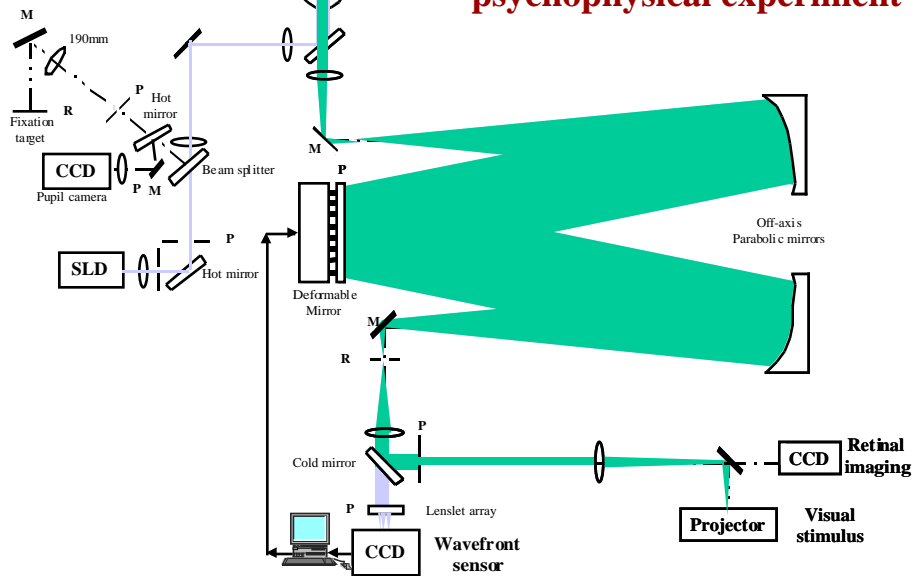 psychophysical experiment
M
190mm
P
Hot
mirror
R
Fixation
target
CCD
Pupil camera
P
M
Beam splitter
M
P
Off-axis
Parabolic mirrors
P
SLD
Hot mirror
Deformable
Mirror
M
R
P
Cold mirror
CCD
Retinal
imaging
P
Lenslet array
Projector
Visual
stimulus
CCD
Wavefront
sensor